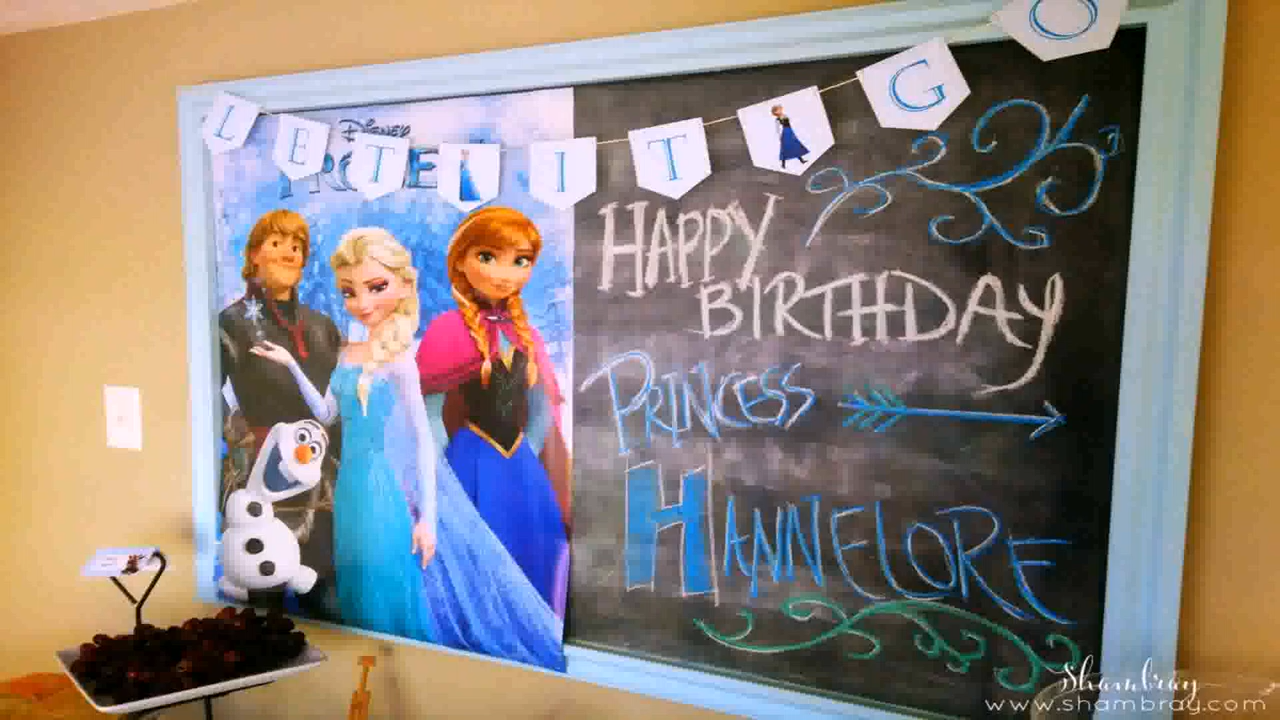 LET IT GO
DISNEY
FROZEN
HAPPY
BIRTHDAY
PRINCESS
HANNELORE
Shambray
www.shambray.com